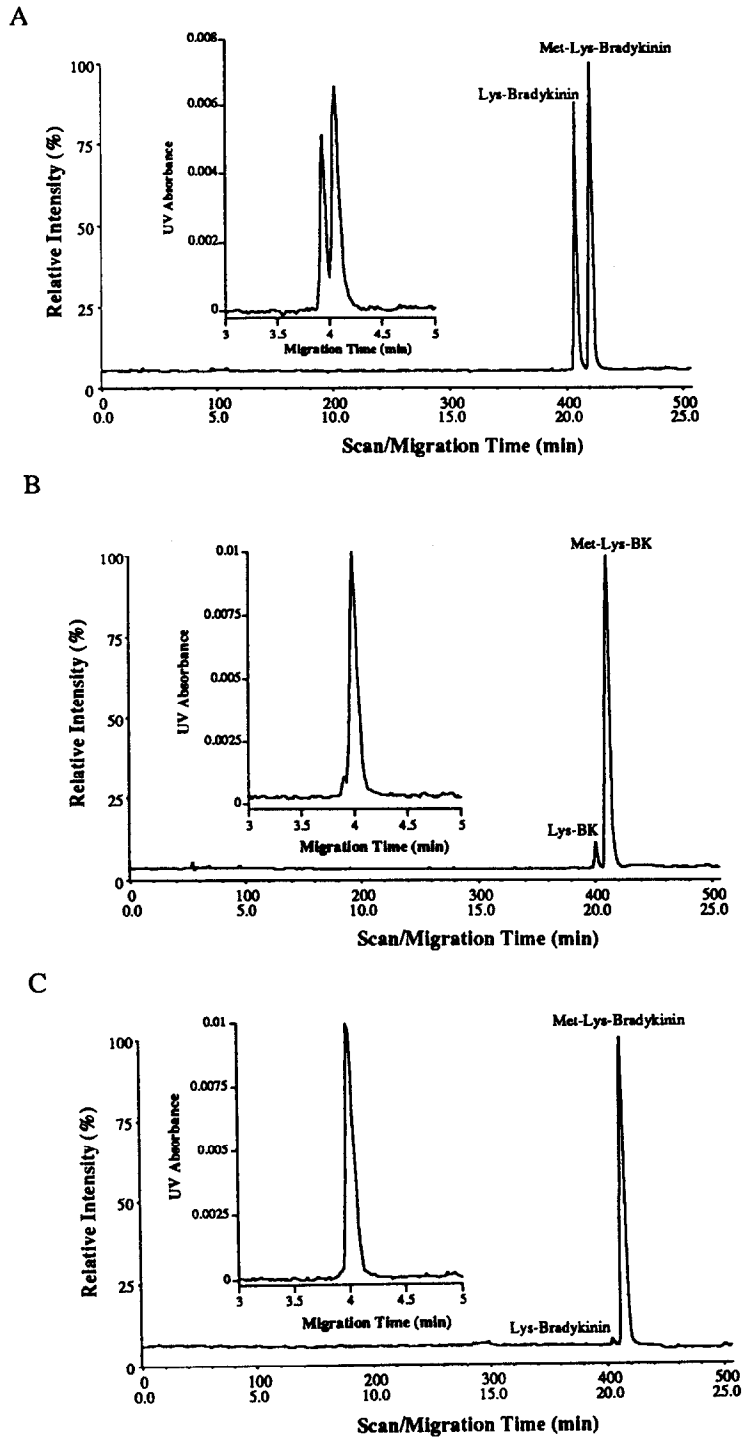 A
Met-Lys-Bradykinin
Lys-Bradykinin
Relative Intensity (%)
100
75
50
25
0
UV Absorbance
0.008
0.006
0.004
0.002
0
3 3.5 4 4.5 5
Migration Time (min)
0 100 200 300 400 500
0.0 5.0 10.0 15.0 20.0 25.0
Scan/Migration Time (min)
B
Met-Lys-BK
Lys-BK
Relative Intensity (%)
100
75
50
25
0
UV Absorbance
0.01
0.0075
0.005
0.0025
0
3 3.5 4 4.5 5
Migration Time (min)
0 100 200 300 400 500
0.0 5.0 10.0 15.0 20.0 25.0
Scan/Migration Time (min)
C
Met-Lys-Bradykinin
Lys-Bradykinin
Relative Intensity (%)
100
75
50
25
0
UV Absorbance
0.01
0.0075
0.005
0.0025
0
3 3.5 4 4.5 5
Migration Time (min)
0 100 200 300 400 500
0.0 5.0 10.0 15.0 20.0 25.0
Scan/Migration Time (min)